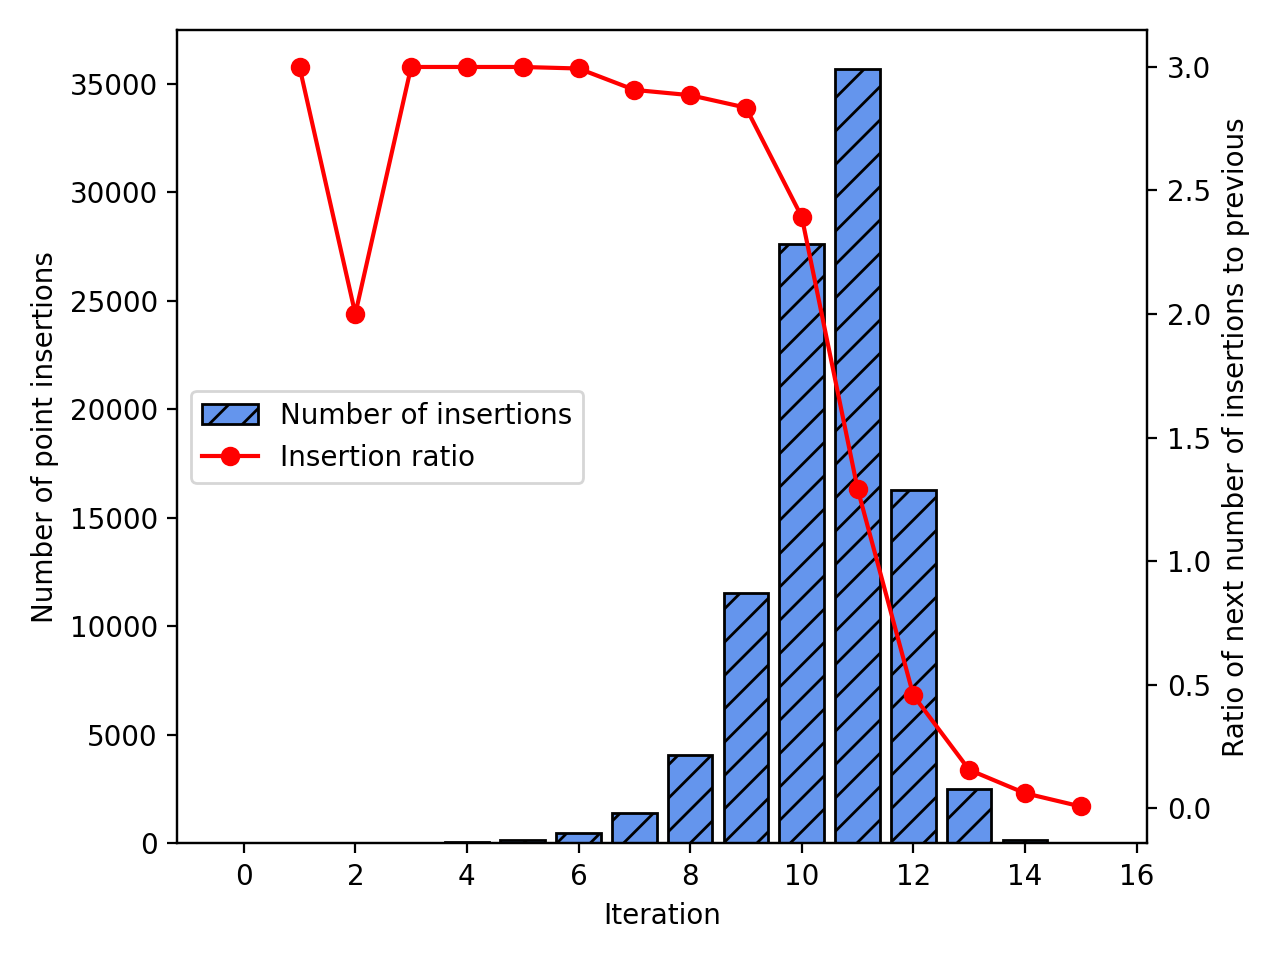 35000
30000
25000
20000
15000
10000
5000
0
Number of point insertions
Number of insertions
Insertion ratio
3.0
2.5
2.0
1.5
1.0
0.5
0.0
Ratio of next number of insertions to previous
0 2 4 6 8 10 12 14 16
Iteration